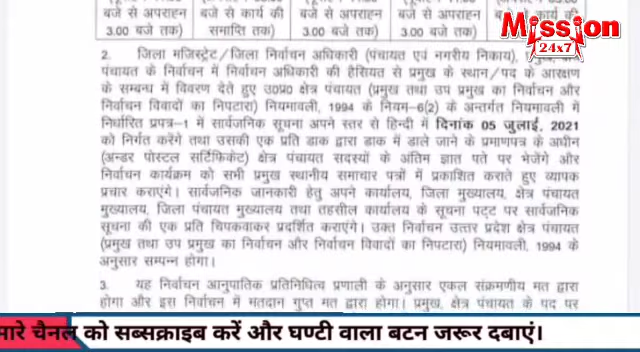 बजे से अपराहन
बजे से कार्य की
बजे से अपराहन
बजे से अपराहन
बजे से कार्य की
3.00 बजे तक)
समाप्ति तक)
3.00 बजे तक)
3.00 बजे तक)
समाप्ति तक)
Mission
24x7
2. जिला मजिस्ट्रेट/जिला निर्वाचन अधिकारी (पंचायत एवं नगरीय निकाय),
पंचायत के निर्वाचन में निर्वाचन अधिकारी की हैसियत से प्रमुख के स्थान/पद के आरक्षण
के सम्बन्ध में विवरण देते हुए उ०प्र० क्षेत्र पंचायत (प्रमुख तथा उप प्रमुख का निर्वाचन और
निर्वाचन विवादों का निपटारा) नियमावली, 1994 के नियम-6(2) के अन्तर्गत नियमावली में
निर्धारित प्रपत्र-1 में सार्वजनिक सूचना अपने स्तर से हिन्दी में दिनांक 05 जुलाई, 2021
को निर्गत करेंगे तथा उसकी एक प्रति डाक द्वारा डाक में डाले जाने के प्रमाणपत्र के अधीन
(अन्डर पोस्टल सर्टिफिकेट) क्षेत्र पंचायत सदस्यों के अंतिम ज्ञात पते पर भेजेंगे और
निर्वाचन कार्यक्रम को सभी प्रमुख स्थानीय समाचार पत्रों में प्रकाशित कराते हुए व्यापक
प्रचार कराएंगे। सार्वजनिक जानकारी हेतु अपने कार्यालय, जिला मुख्यालय, क्षेत्र पंचायत
मुख्यालय, जिला पंचायत मुख्यालय तथा तहसील कार्यालय के सूचना पट्ट पर सार्वजनिक
सूचना की एक प्रति चिपकवाकर प्रदर्शित कराएंगे। उक्त निर्वाचन उत्तर प्रदेश क्षेत्र पंचायत
(प्रमुख तथा उप प्रमुख का निर्वाचन और निर्वाचन विवादों का निपटारा) नियमावली, 1994 के
अनुसार सम्पन्न होगा।
3. यह निर्वाचन आनुपातिक प्रतिनिधित्व प्रणाली के अनुसार एकल संक्रमणीय मत द्वारा
होगा और इस निर्वाचन में मतदान गुप्त मत द्वारा होगा। प्रमुख, क्षेत्र पंचायत के पद पर
मारे चैनल को सब्सक्राइब करें और घण्टी वाला बटन जरूर दबाएं।